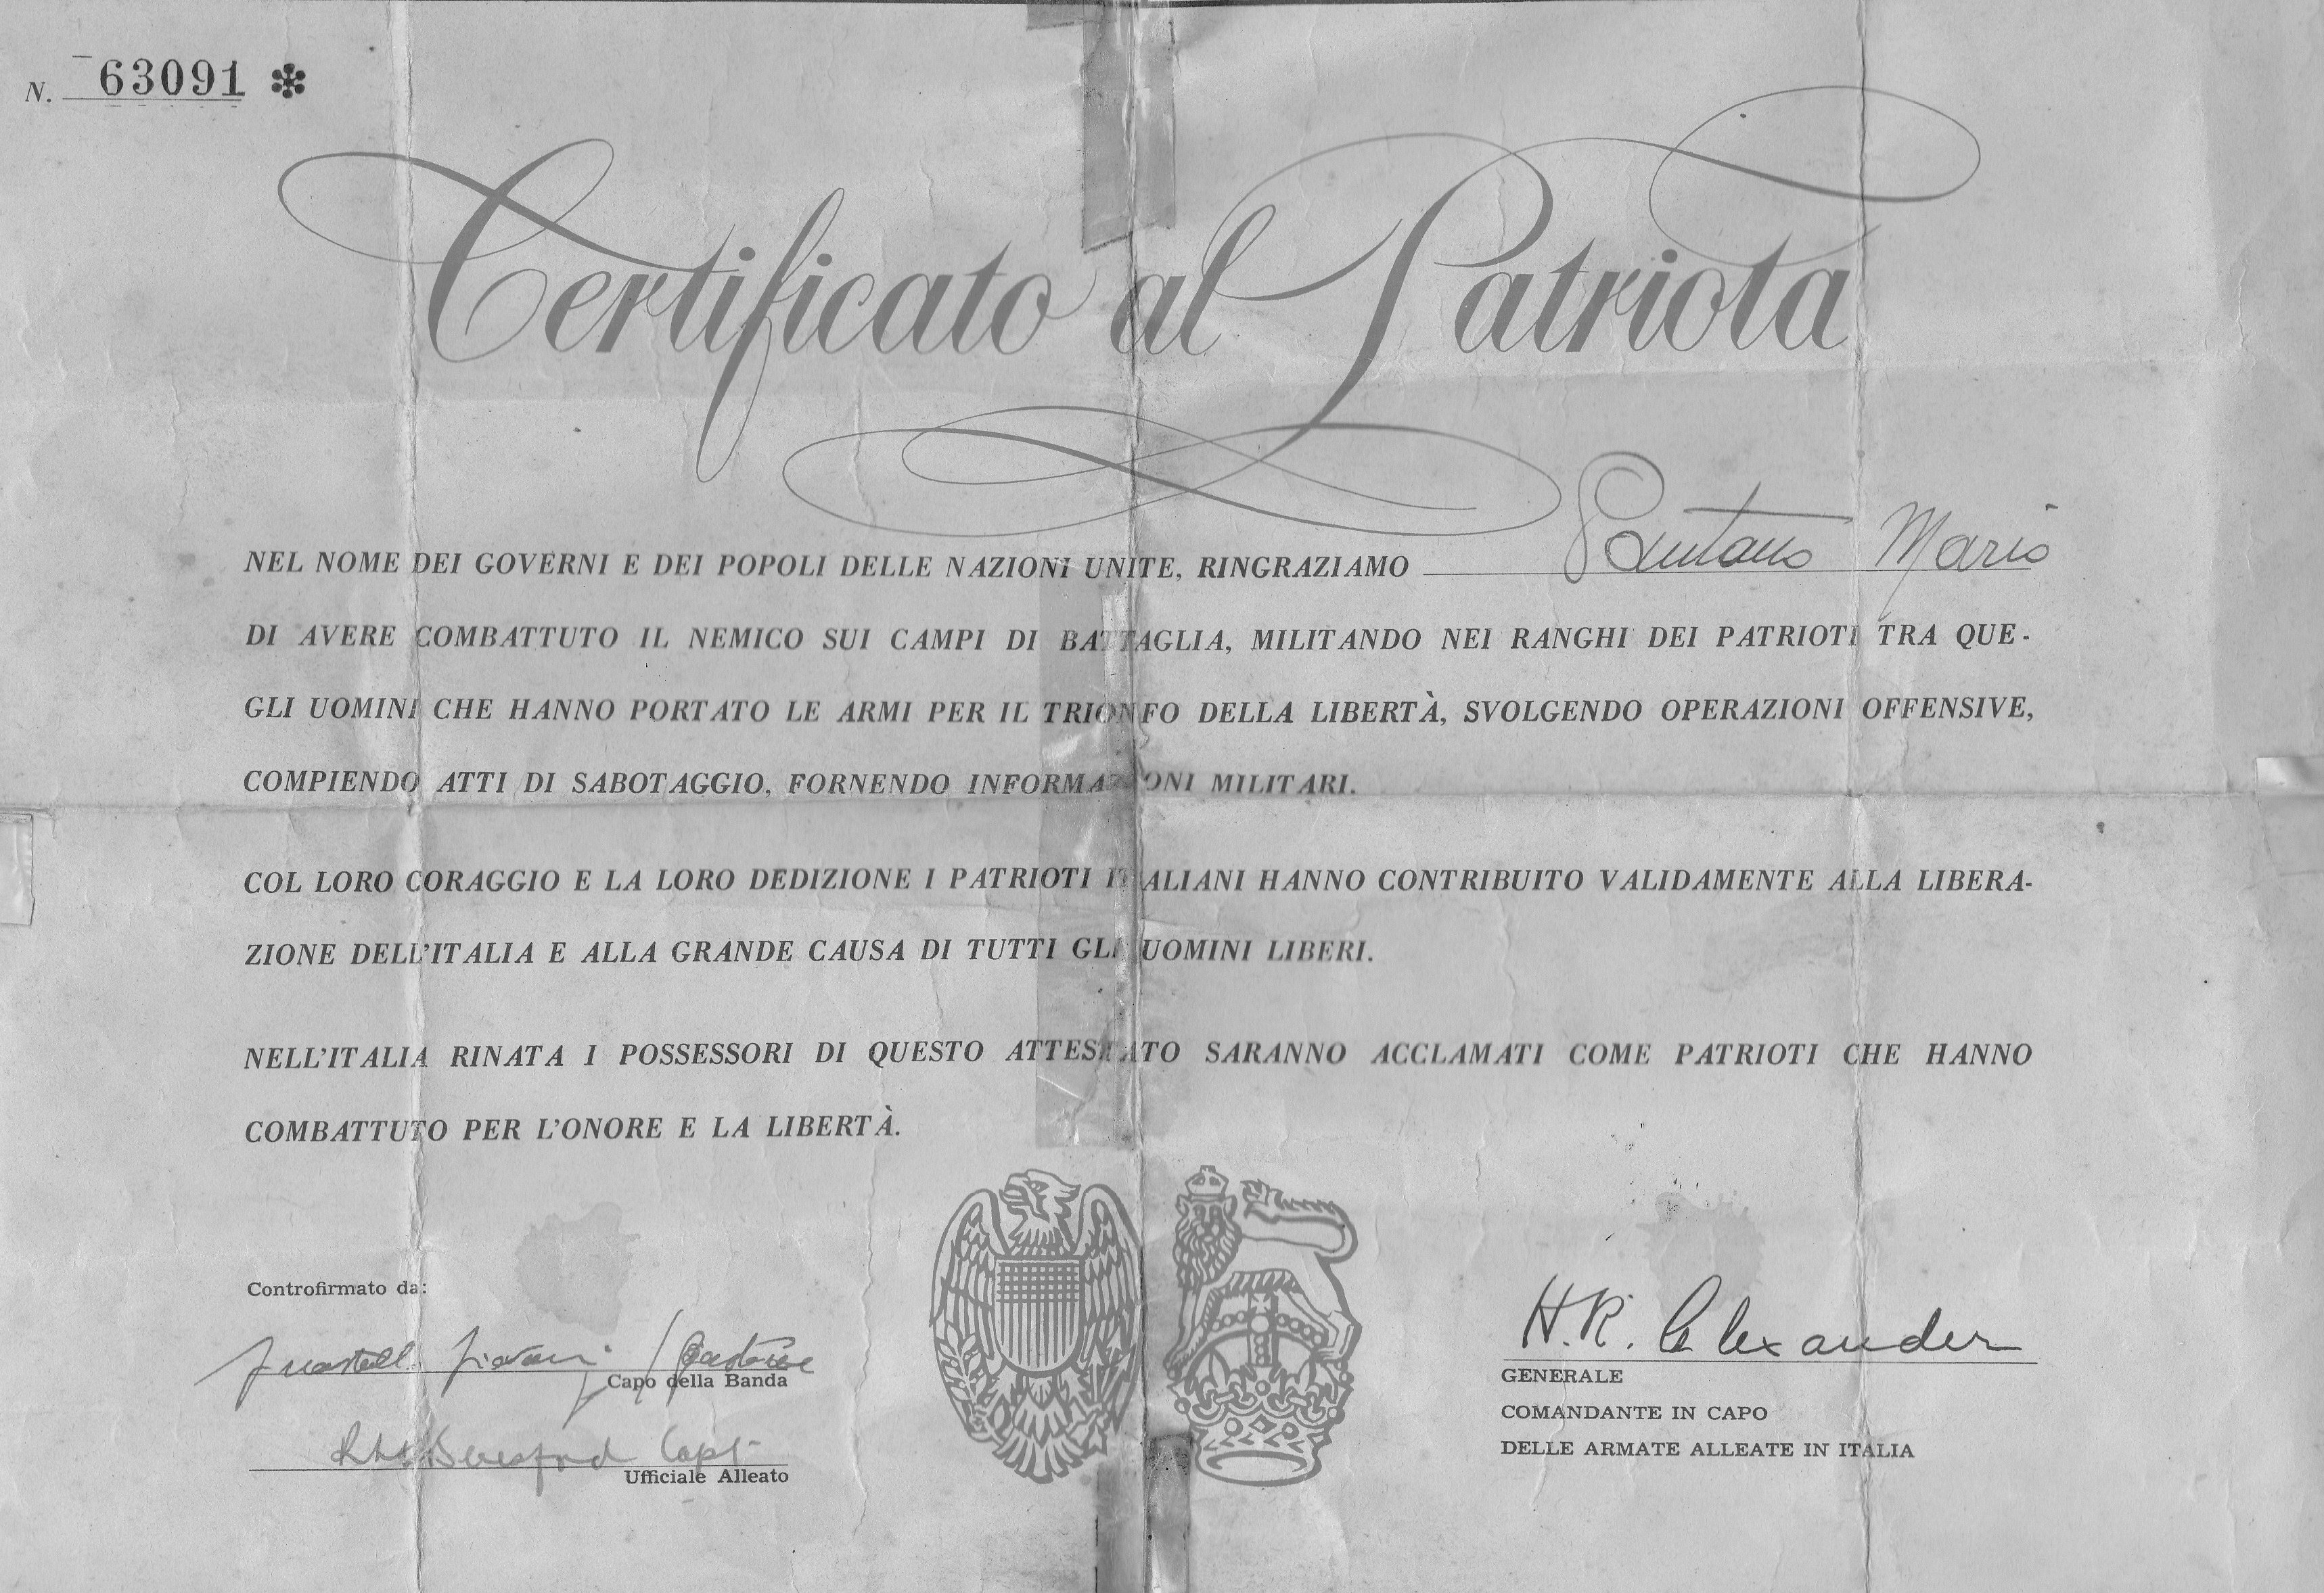 N. 63091 *
Certificato al Patriota
NEL NOME DEI GOVERNI E DEI POPOLI DELLE NAZIONI UNITE, RINGRAZIAMO Mario
DI AVERE COMBATTUTO IL NEMICO SUI CAMPI DI BATTAGLIA, MILITANDO NEI RANGHI DEI PATRIOTI TRA QUE-
GLI UOMINI CHE HANNO PORTATO LE ARMI PER IL TRIONFO DELLA LIBERTÀ, SVOLGENDO OPERAZIONI OFFENSIVE,
COMPIENDO ATTI DI SABOTAGGIO, FORNENDO INFORMAZIONI MILITARI.
COL LORO CORAGGIO E LA LORO DEDIZIONE I PATRIOTI ITALIANI HANNO CONTRIBUITO VALIDAMENTE ALLA LIBERA-
ZIONE DELL'ITALIA E ALLA GRANDE CAUSA DI TUTTI GLI UOMINI LIBERI.
NELL'ITALIA RINATA I POSSESSORI DI QUESTO ATTESTATO SARANNO ACCLAMATI COME PATRIOTI CHE HANNO
COMBATTUTO PER L'ONORE E LA LIBERTÀ.
Controfirmato da:
Capo della Banda
Beresford Capt
Ufficiale Alleato
H.R. Alexander
GENERALE
COMANDANTE IN CAPO
DELLE ARMATE ALLEATE IN ITALIA